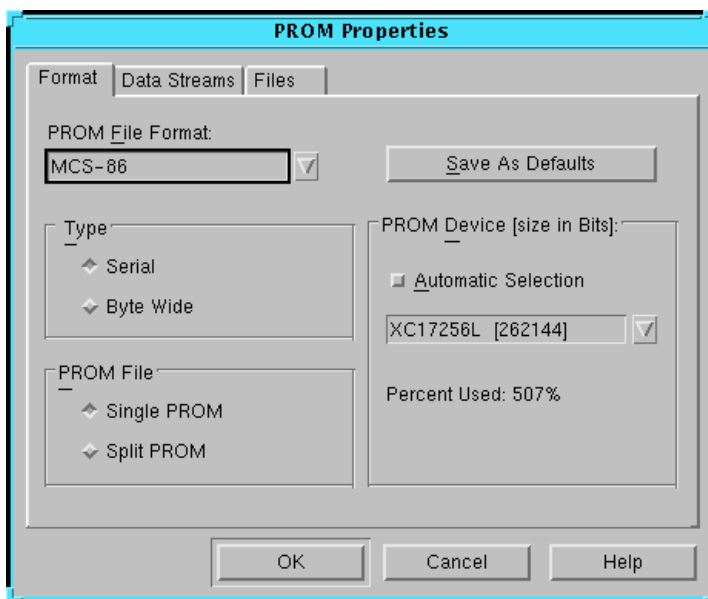 PROM Properties
Format
Data Streams
Files
PROM File Format:
MCS-86
Save As Defaults
Type
Serial
Byte Wide
PROM Device [size in Bits]:
Automatic Selection
XC17256L [262144]
Percent Used: 507%
PROM File
Single PROM
Split PROM
OK
Cancel
Help